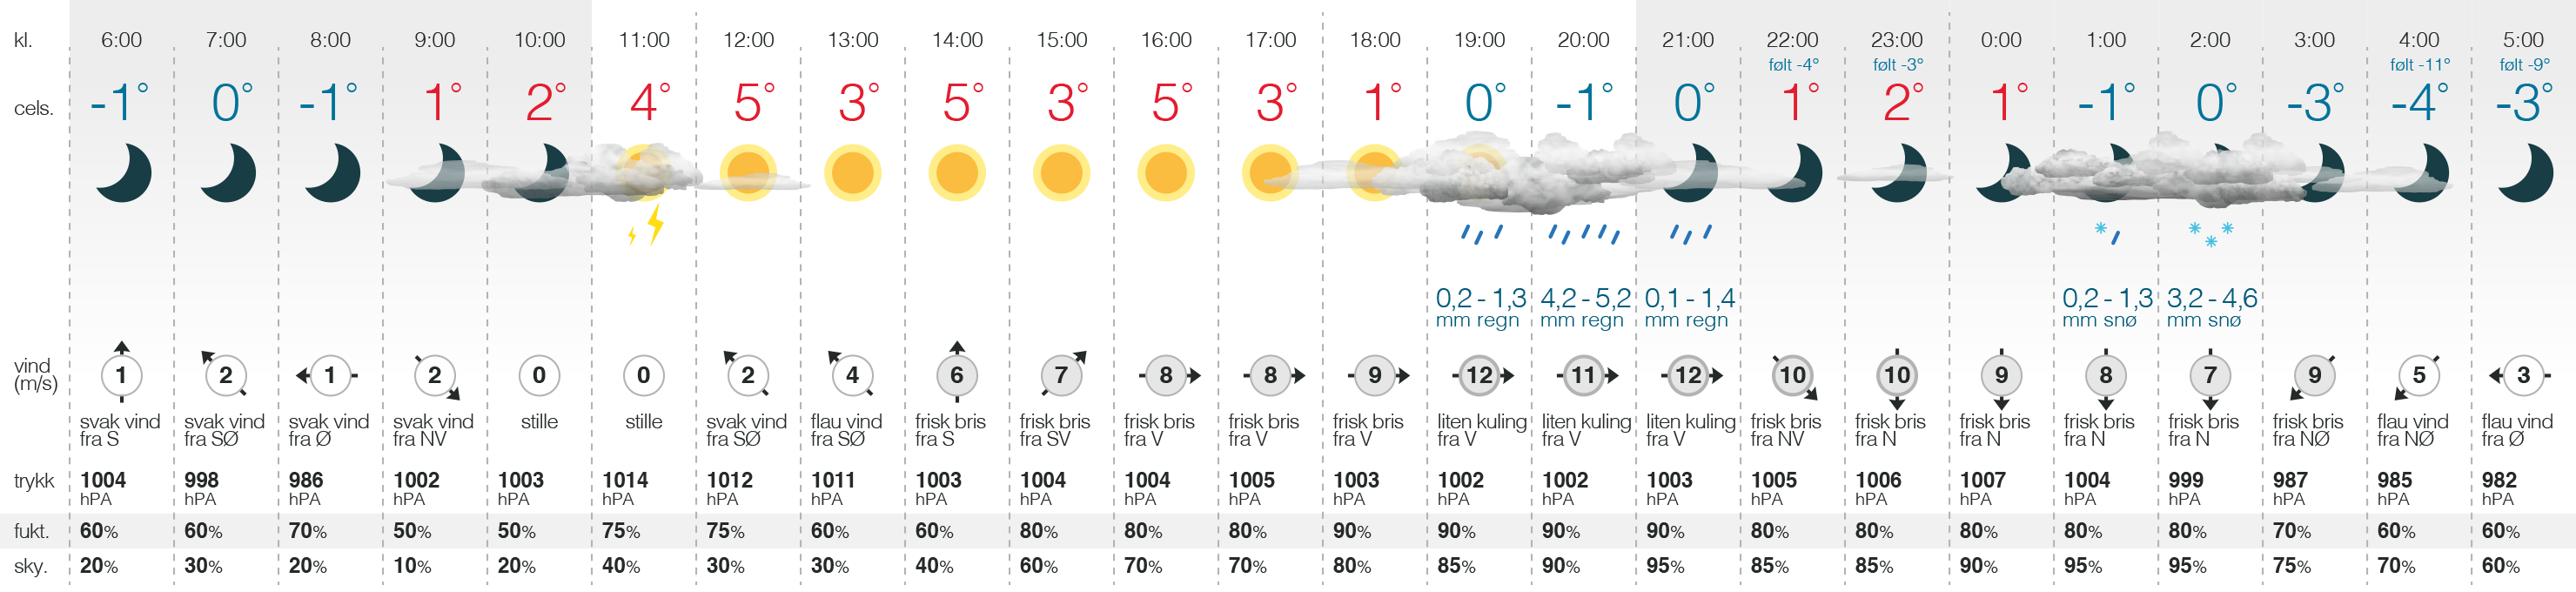 kl. 6:00 7:00 8:00 9:00 10:00 11:00 12:00 13:00 14:00 15:00 16:00 17:00 18:00 19:00 20:00 21:00 22:00 23:00 0:00 1:00 2:00 3:00 4:00 5:00
følt -4° følt -3° følt -11° følt -9°
cels. -1° 0° -1° 1° 2° 4° 5° 3° 5° 3° 5° 3° 1° 0° -1° 0° 1° 2° 1° -1° 0° -3° -4° -3°
0,2 - 1,3 4,2 - 5,2 0,1 - 1,4 0,2 - 1,3 3,2 - 4,6
mm regn mm regn mm regn mm snø mm snø
vind 1 2 1 2 0 0 2 4 6 7 8 8 9 12 11 12 10 10 9 8 7 9 5 3
(m/s)
svak vind svak vind svak vind svak vind stille stille svak vind flau vind frisk bris frisk bris frisk bris frisk bris frisk bris liten kuling liten kuling liten kuling frisk bris frisk bris frisk bris frisk bris frisk bris frisk bris flau vind flau vind
fra S fra SØ fra Ø fra NV fra SØ fra SØ fra S fra SV fra V fra V fra V fra V fra V fra V fra NV fra N fra N fra N fra N fra NØ fra NØ fra Ø
trykk 1004 998 986 1002 1003 1014 1012 1011 1003 1004 1004 1005 1003 1002 1002 1003 1005 1006 1007 1004 999 987 985 982
hPA hPA hPA hPA hPA hPA hPA hPA hPA hPA hPA hPA hPA hPA hPA hPA hPA hPA hPA hPA hPA hPA hPA hPA
fukt. 60% 60% 70% 50% 50% 75% 75% 60% 60% 80% 80% 80% 90% 90% 90% 90% 80% 80% 80% 80% 80% 70% 60% 60%
sky. 20% 30% 20% 10% 20% 40% 30% 30% 40% 60% 70% 70% 80% 85% 90% 95% 85% 85% 90% 95% 95% 75% 70% 60%